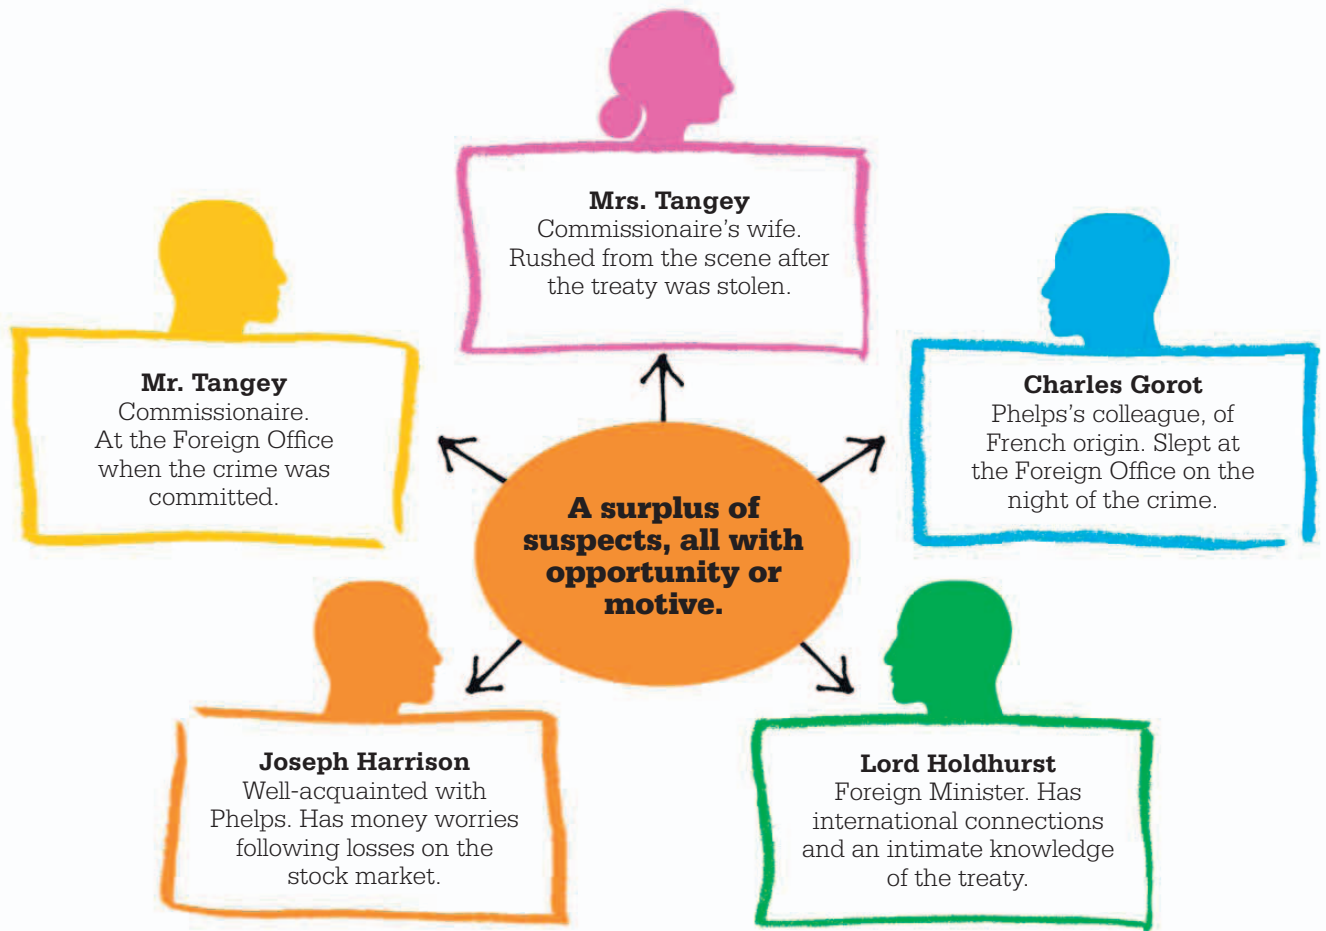 Mrs. Tangey
Commissionaire’s wife.
Rushed from the scene after
the treaty was stolen.
Mr. Tangey
Commissionaire.
At the Foreign Office
when the crime was
committed.
Charles Gorot
Phelps’s colleague, of
French origin. Slept at
the Foreign Office on the
night of the crime.
A surplus of
suspects, all with
opportunity or
motive.
Joseph Harrison
Well-acquainted with
Phelps. Has money worries
following losses on the
stock market.
Lord Holdhurst
Foreign Minister. Has
international connections
and an intimate knowledge
of the treaty.